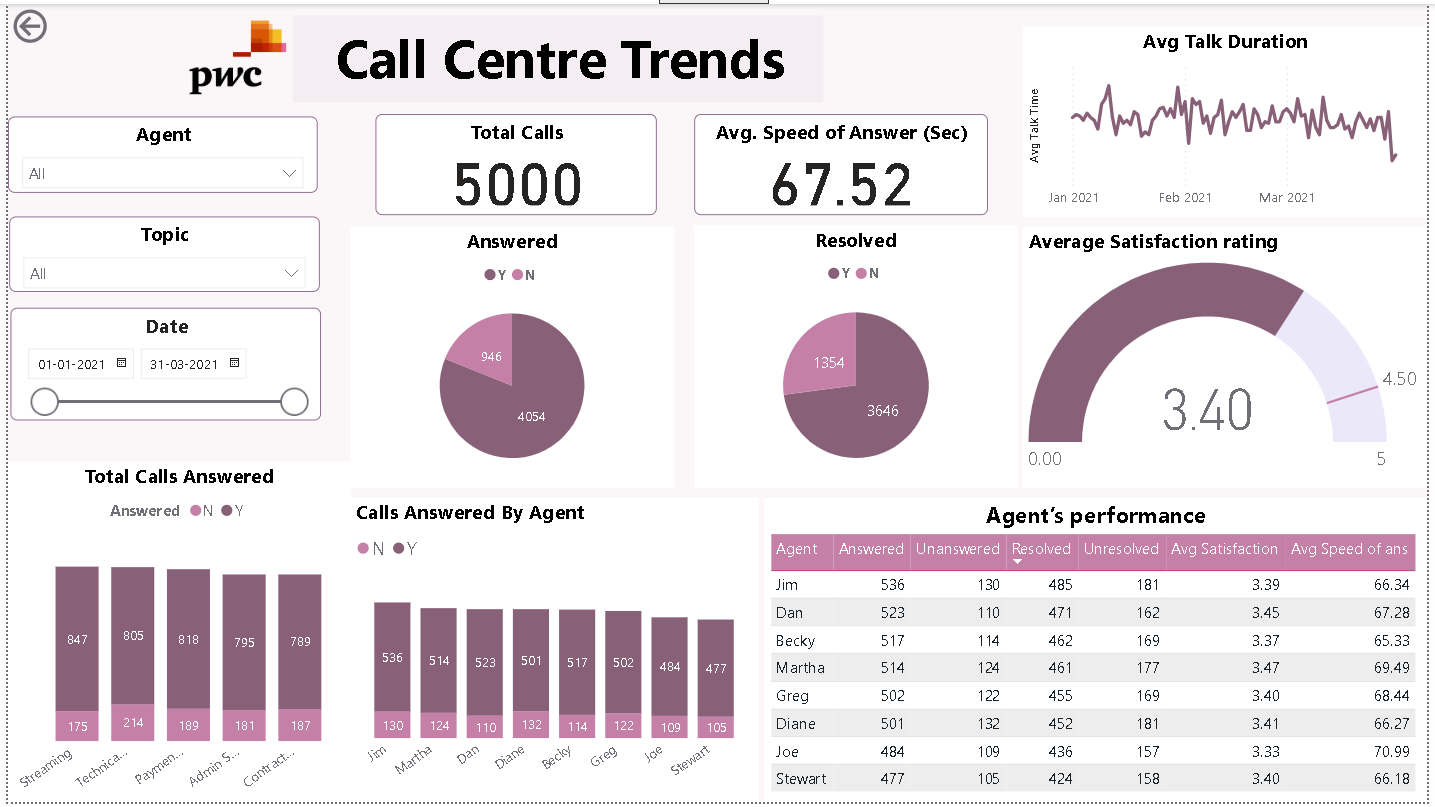 pwc
Call Centre Trends
Avg Talk Duration
Avg Talk Time
Jan 2021 Feb 2021 Mar 2021
Agent
All
Topic
All
Date
01-01-2021 31-03-2021
Total Calls
5000
Avg. Speed of Answer (Sec)
67.52
Answered
Y N
946
4054
Resolved
Y N
1354
3646
Average Satisfaction rating
4.50
3.40
0.00 5
Total Calls Answered
Answered N Y
847 805 818 795 789
175 214 189 181 187
Streaming Technica... Paymen... Admin S... Contract...
Calls Answered By Agent
N Y
536 514 523 501 517 502 484 477
130 124 110 132 114 122 109 105
Jim Martha Dan Diane Becky Greg Joe Stewart
Agent’s performance
Agent Answered Unanswered Resolved Unresolved Avg Satisfaction Avg Speed of ans
Jim 536 130 485 181 3.39 66.34
Dan 523 110 471 162 3.45 67.28
Becky 517 114 462 169 3.37 65.33
Martha 514 124 461 177 3.47 69.49
Greg 502 122 455 169 3.40 68.44
Diane 501 132 452 181 3.41 66.27
Joe 484 109 436 157 3.33 70.99
Stewart 477 105 424 158 3.40 66.18